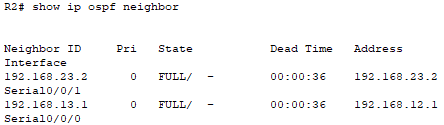 R2# show ip ospf neighbor
Neighbor ID Pri State Dead Time Address
Interface
192.168.23.2 0 FULL/ - 00:00:36 192.168.23.2
Serial0/0/1
192.168.13.1 0 FULL/ - 00:00:36 192.168.12.1
Serial0/0/0